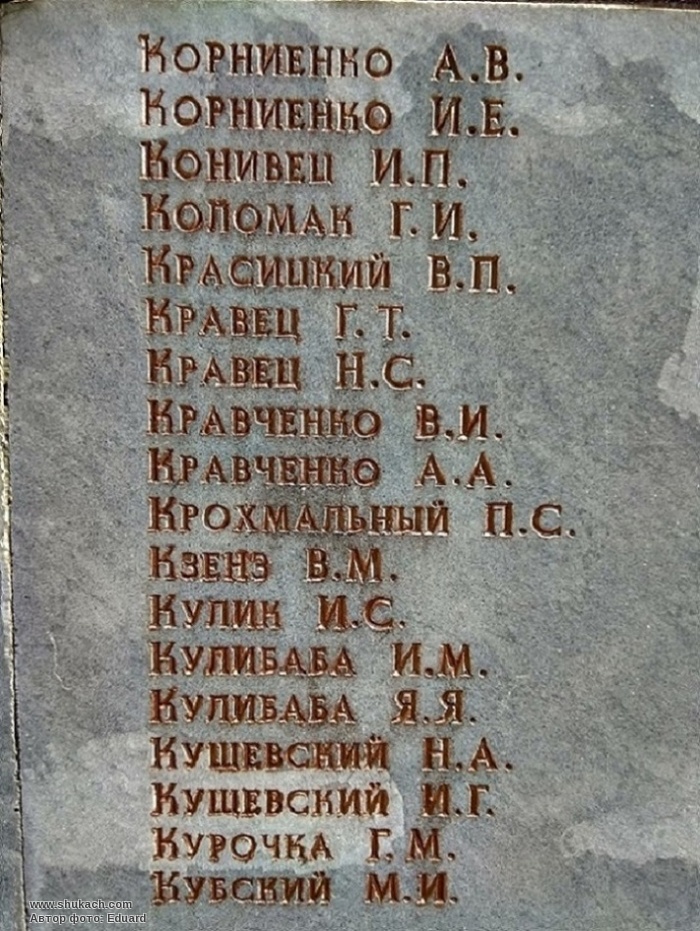 КОРНИЕНКО А.В.
КОРНИЕНКО И.Е.
КОНИВЕЦ И.П.
КОЛОМАК Г.И.
КРАСИЦКИЙ В.П.
КРАВЕЦ Г.Т.
КРАВЕЦ Н.С.
КРАВЧЕНКО В.И.
КРАВЧЕНКО А.А.
КРОХМАЛЬНЫЙ П.С.
КЗЕНЭ В.М.
КУЛИК И.С.
КУЛИБАБА И.М.
КУЛИБАБА Я.Я.
КУЩЕВСКИЙ Н.А.
КУЩЕВСКИЙ И.Г.
КУРОЧКА Г.М.
КУБСКИЙ М.И.
www.shukach.com
Автор фото: Eduard